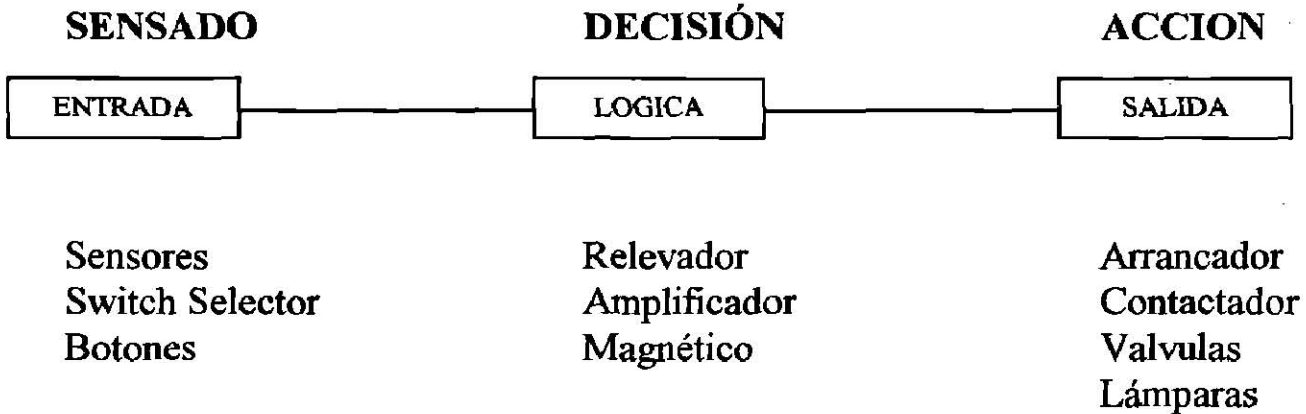 SENSADO DECISIÓN ACCION
ENTRADA LOGICA SALIDA
Sensores Relevador Arrancador
Switch Selector Amplificador Contactador
Botones Magnético Valvulas
Lámparas